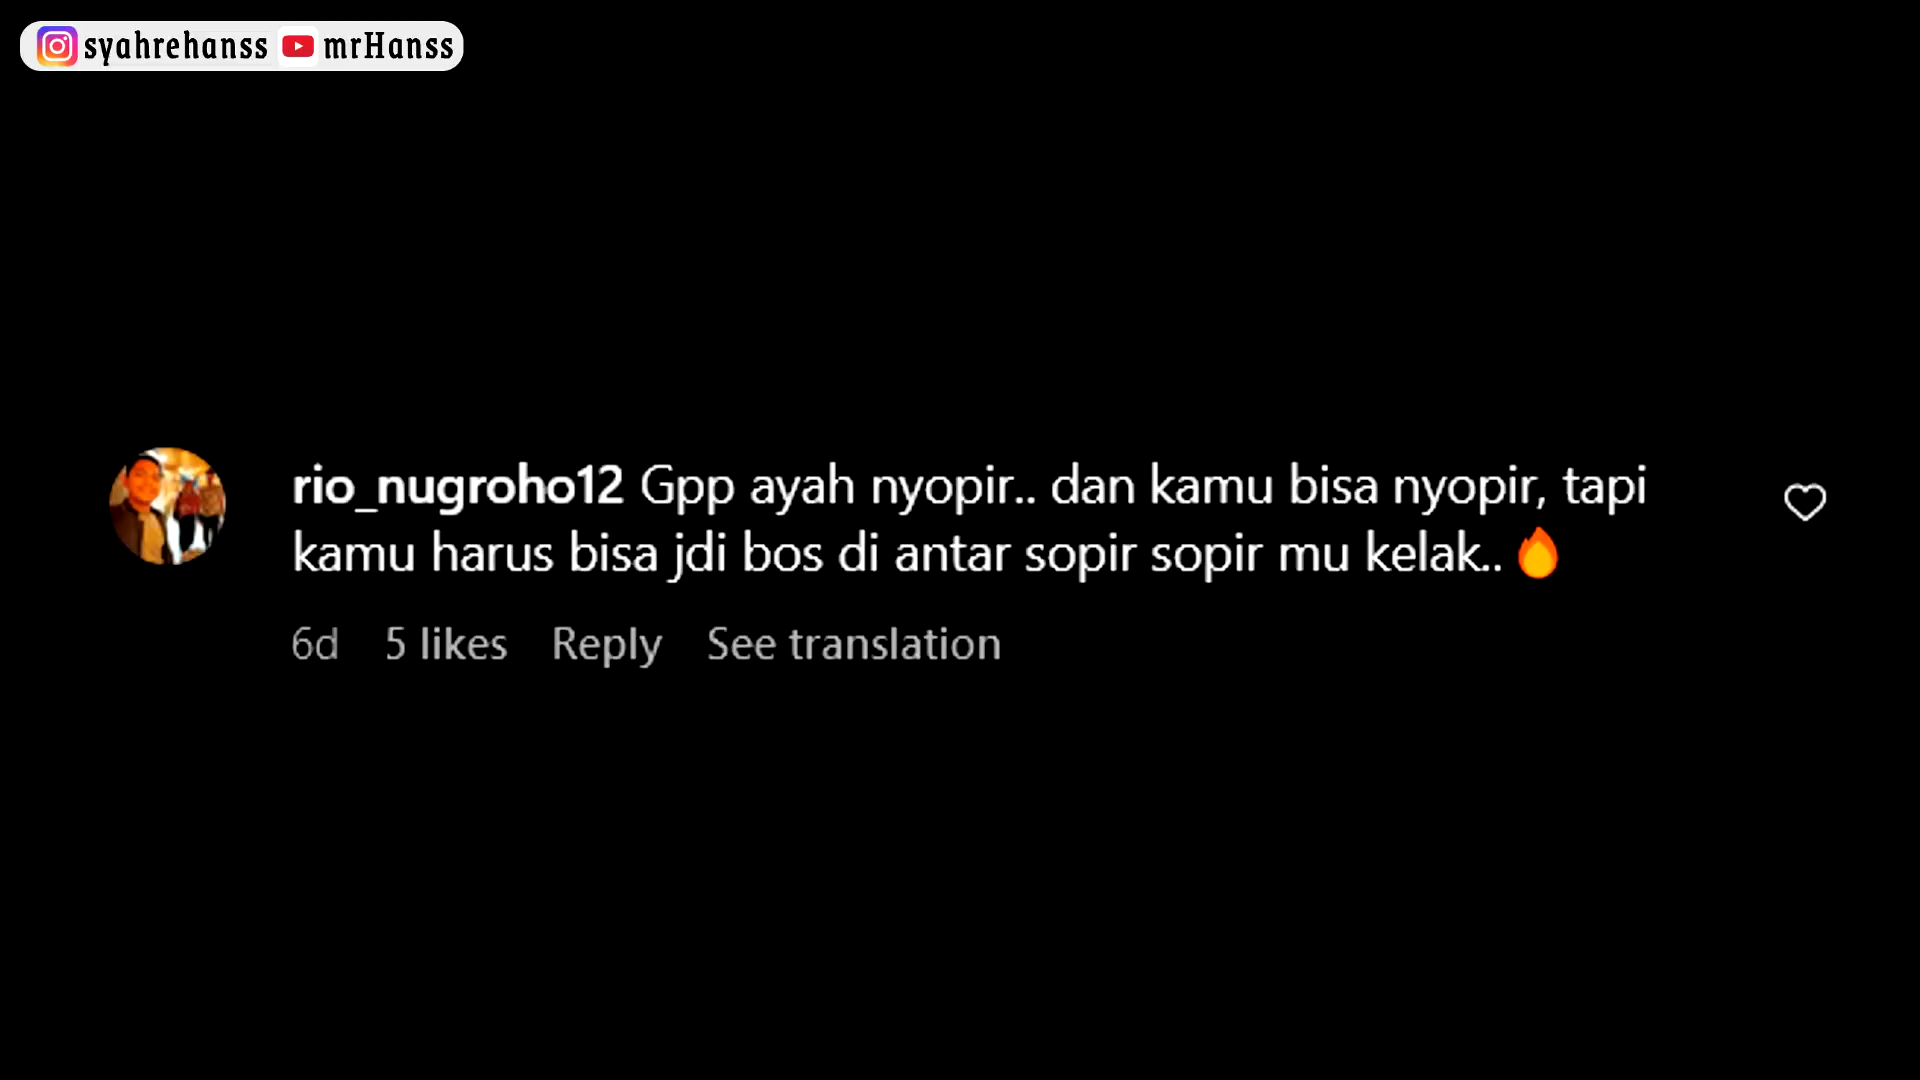 syahrehanss mrHanss
rio_nugroho12 Gpp ayah nyopir.. dan kamu bisa nyopir, tapi
kamu harus bisa jdi bos di antar sopir sopir mu kelak..🔥
6d 5 likes Reply See translation